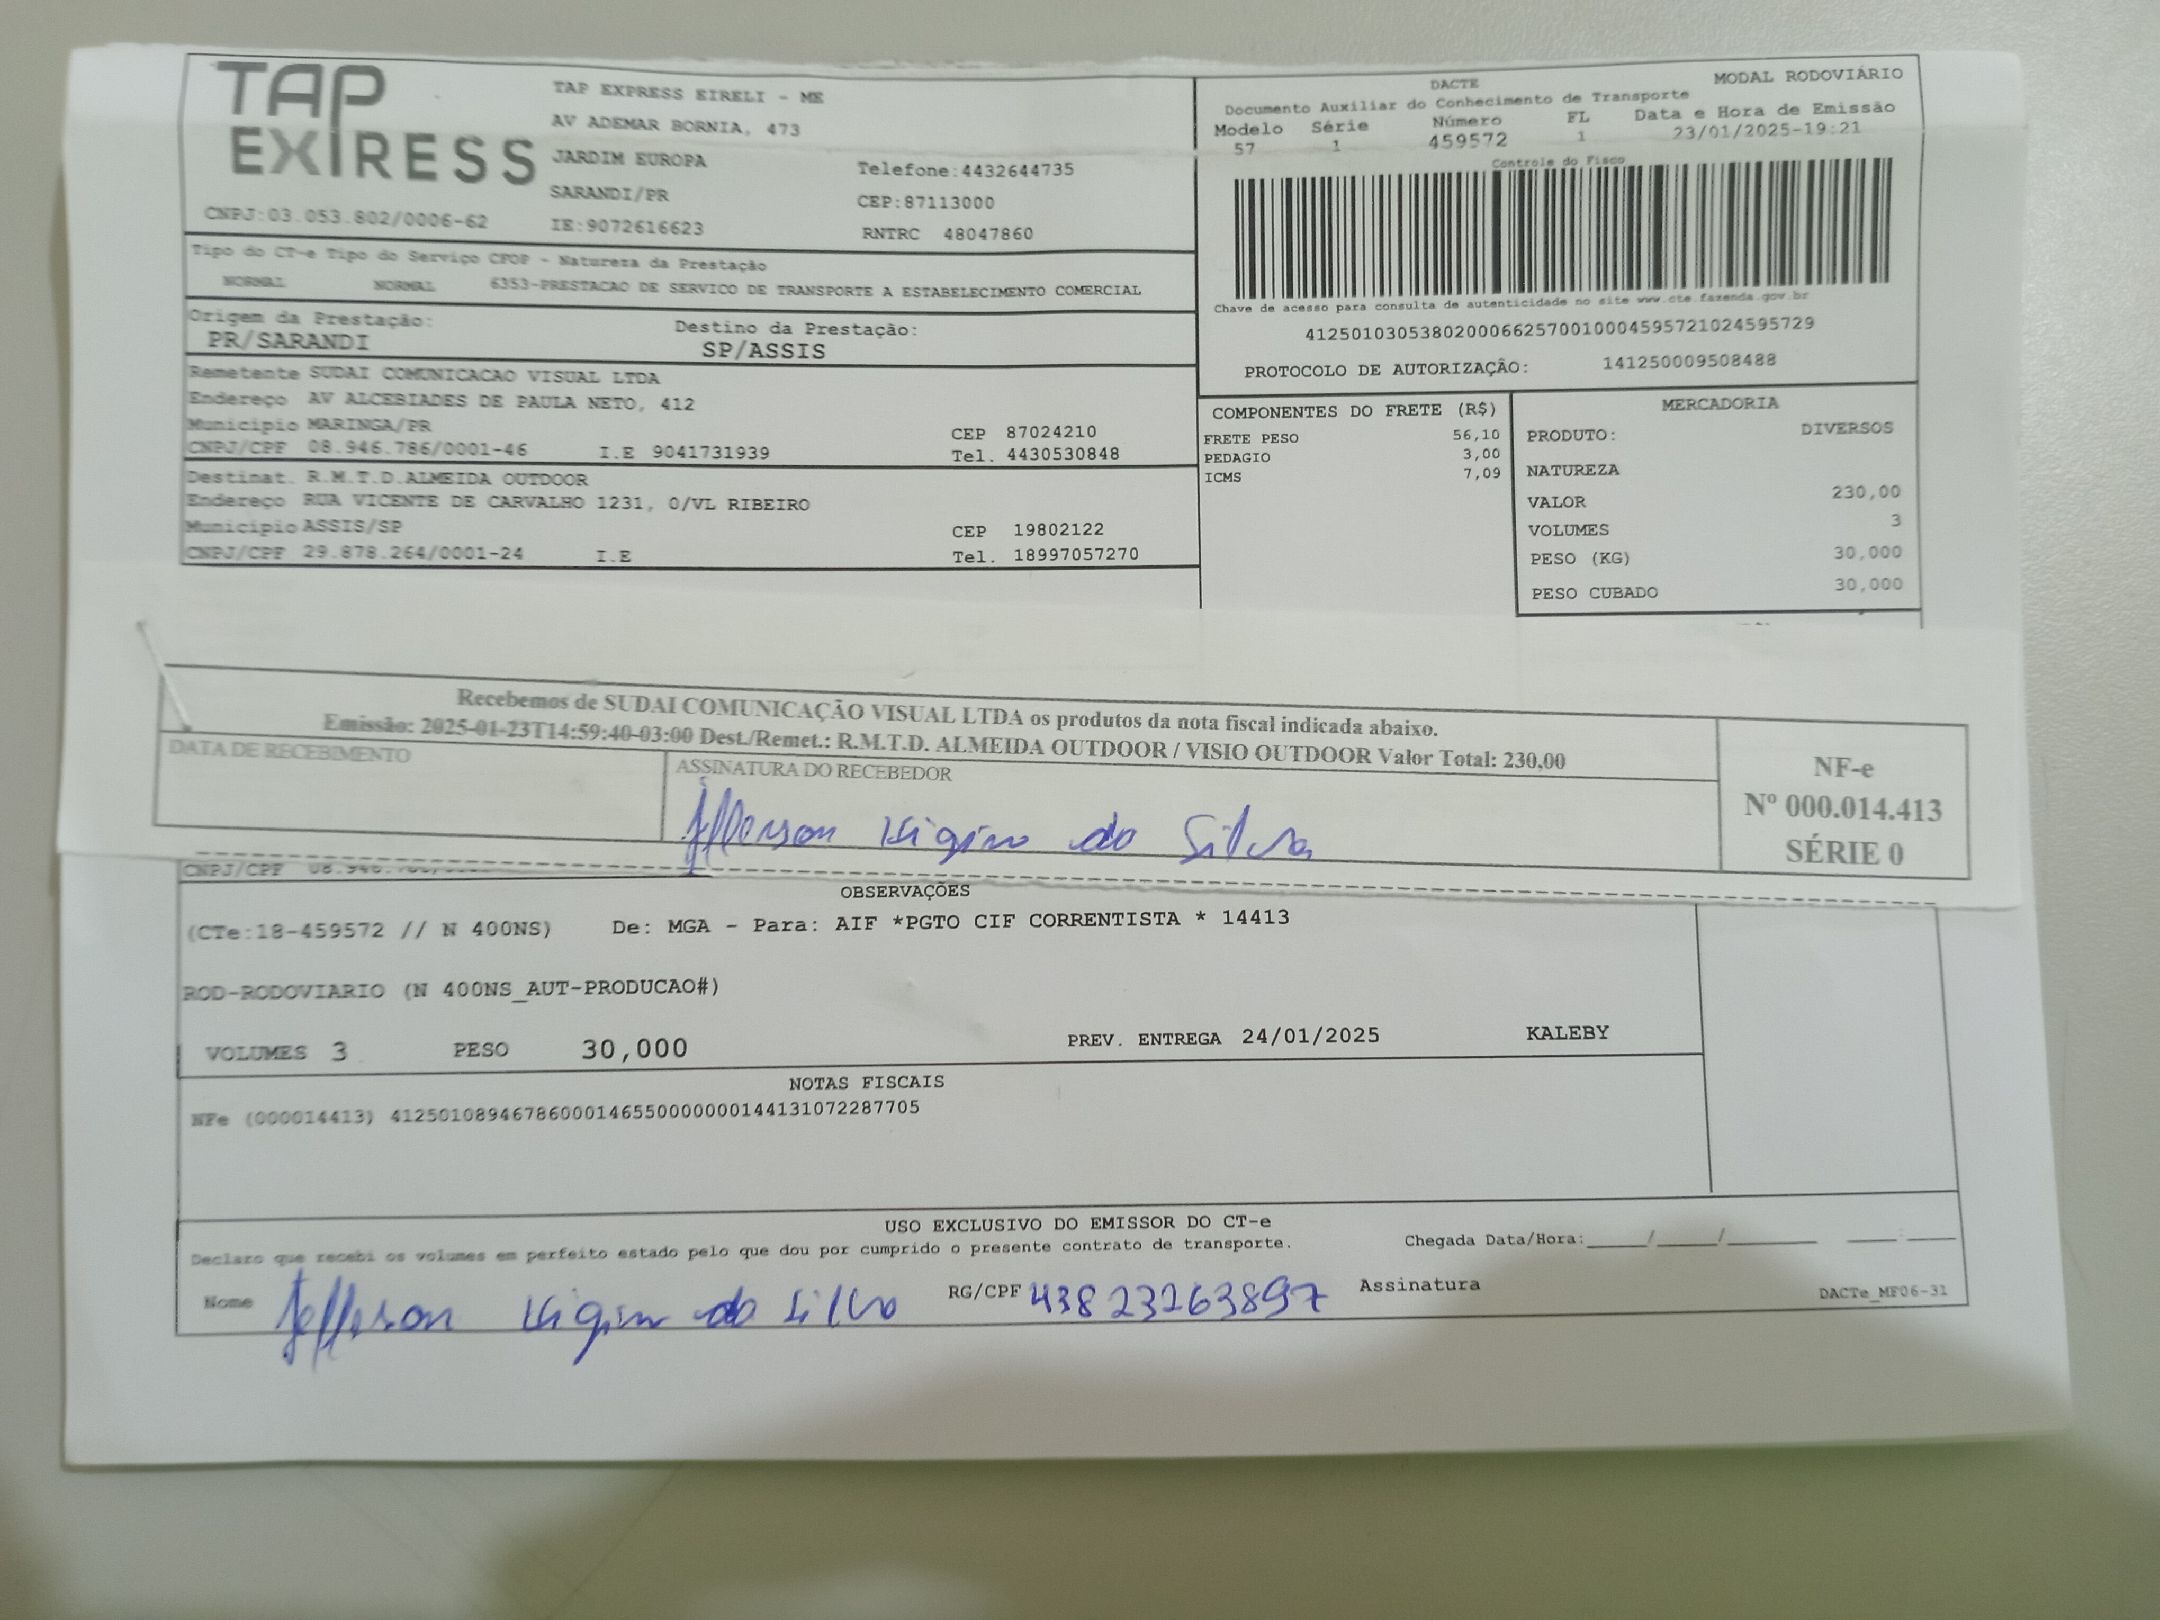 TAP
EXPRESS
TAP EXPRESS EIRELI - ME
AV ADEMAR BORNIA, 473
JARDIM EUROPA
Telefone:4432644735
SARANDI/PR
CEP:87113000
CNPJ:03.053.802/0006-62
IE:9072616623
RNTRC 48047860
DACTE
MODAL RODOVIÁRIO
Documento Auxiliar do Conhecimento de Transporte
Modelo Série Número FL Data e Hora de Emissão
57 1 459572 1 23/01/2025-19:21
Controle do Fisco
Chave de acesso para consulta de autenticidade no site www.cte.fazenda.gov.br
41250103053802000662570010004595721024595729
PROTOCOLO DE AUTORIZAÇÃO: 141250009508488
Tipo do CT-e Tipo do Serviço CFOP - Natureza da Prestação
NORMAL NORMAL 6353-PRESTACAO DE SERVICO DE TRANSPORTE A ESTABELECIMENTO COMERCIAL
Origem da Prestação: Destino da Prestação:
PR/SARANDI SP/ASSIS
Remetente SUDAI COMUNICACAO VISUAL LTDA
Endereço AV ALCEBIADES DE PAULA NETO, 412
Municipio MARINGA/PR CEP 87024210
CNPJ/CPF 08.946.786/0001-46 I.E 9041731939 Tel. 4430530848
Destinat. R.M.T.D.ALMEIDA OUTDOOR
Endereço RUA VICENTE DE CARVALHO 1231, 0/VL RIBEIRO
Municipio ASSIS/SP CEP 19802122
CNPJ/CPF 29.878.264/0001-24 I.E Tel. 18997057270
COMPONENTES DO FRETE (R$)
FRETE PESO 56,10
PEDAGIO 3,00
ICMS 7,09
MERCADORIA
PRODUTO: DIVERSOS
NATUREZA
VALOR 230,00
VOLUMES 3
PESO (KG) 30,000
PESO CUBADO 30,000
Recebemos de SUDAI COMUNICAÇÃO VISUAL LTDA os produtos da nota fiscal indicada abaixo.
Emissão: 2025-01-23T14:59:40-03:00 Dest./Remet.: R.M.T.D. ALMEIDA OUTDOOR / VISIO OUTDOOR Valor Total: 230,00
DATA DE RECEBIMENTO
ASSINATURA DO RECEBEDOR
Jefferson Higino da Silva
NF-e
Nº 000.014.413
SÉRIE 0
CNPJ/CPF
OBSERVAÇÕES
(CTe:18-459572 // N 400NS) De: MGA - Para: AIF *PGTO CIF CORRENTISTA * 14413
ROD-RODOVIARIO (N 400NS_AUT-PRODUCAO#)
VOLUMES 3 PESO 30,000 PREV. ENTREGA 24/01/2025 KALEBY
NOTAS FISCAIS
NFe (000014413) 41250108946786000146550000000144131072287705
USO EXCLUSIVO DO EMISSOR DO CT-e
Declaro que recebi os volumes em perfeito estado pelo que dou por cumprido o presente contrato de transporte. Chegada Data/Hora:_____/_____/________ ____:____
Nome Jefferson Higino da Silva RG/CPF 43823263897 Assinatura
DACTe_MF06-31